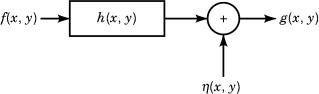 f(x, y)
h(x, y)
+
g(x, y)
η(x, y)